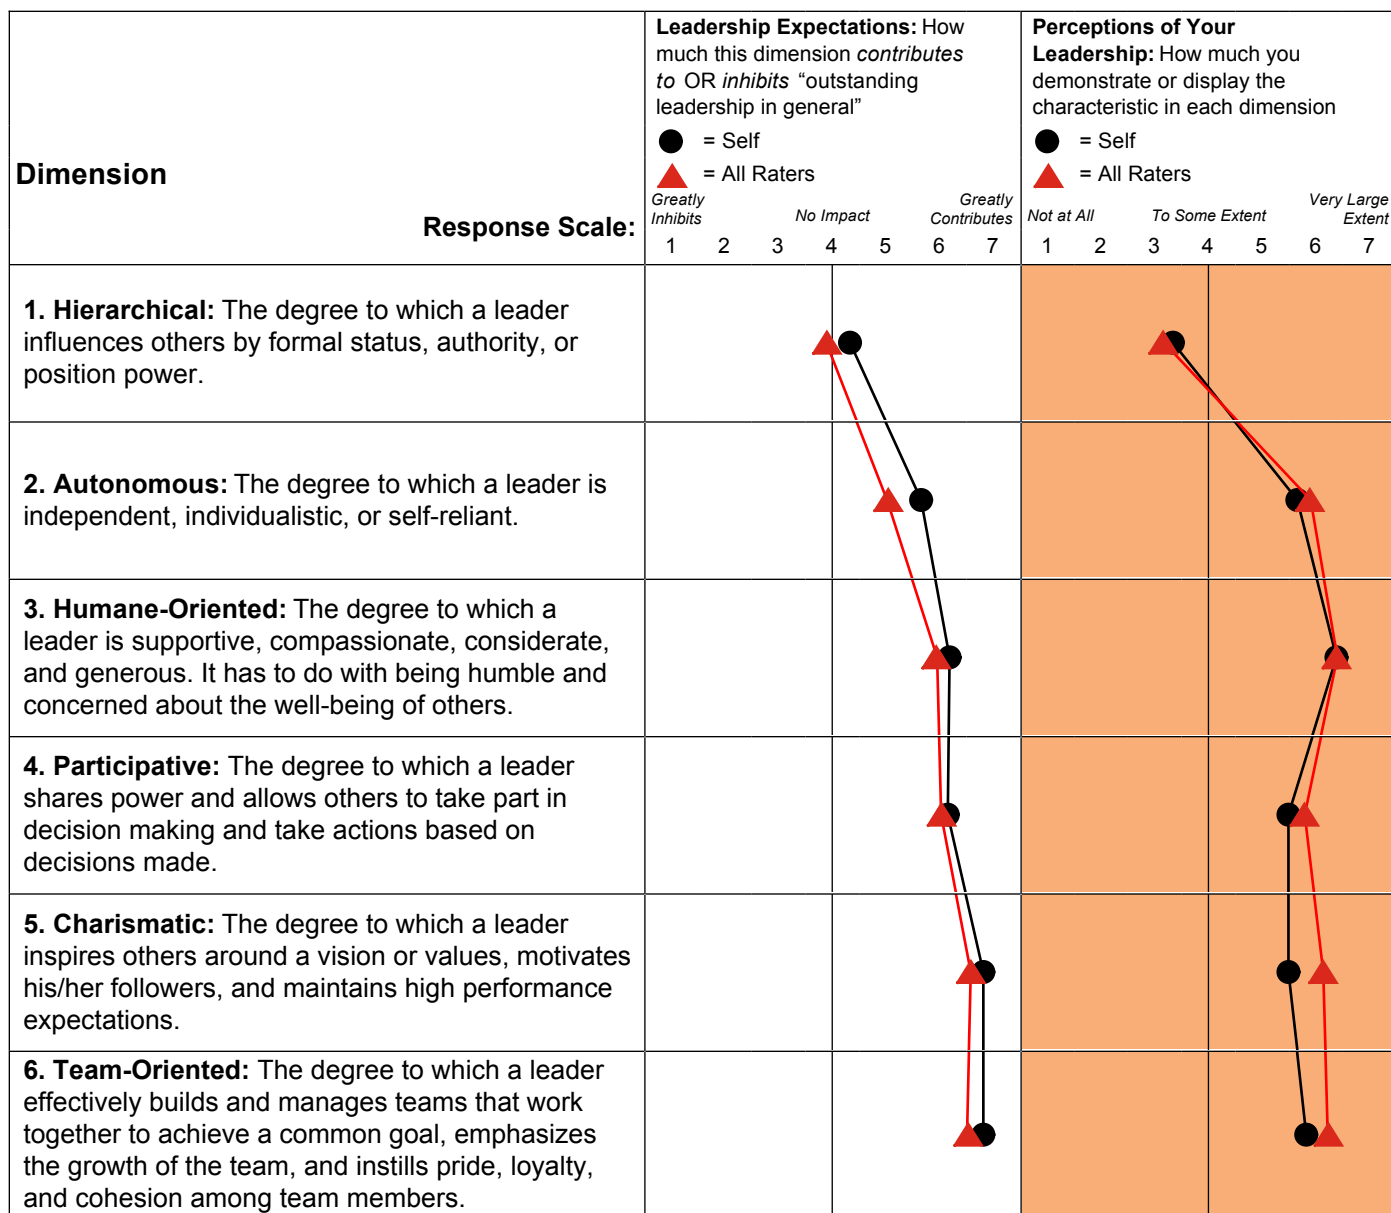 Leadership Expectations: How
much this dimension contributes
to OR inhibits “outstanding
leadership in general”
= Self
= All Raters
Perceptions of Your
Leadership: How much you
demonstrate or display the
characteristic in each dimension
= Self
= All Raters
Dimension
Response Scale:
Greatly
Inhibits
No Impact
Greatly
Contributes
1 2 3 4 5 6 7
Not at All
To Some Extent
Very Large
Extent
1 2 3 4 5 6 7
1. Hierarchical: The degree to which a leader
influences others by formal status, authority, or
position power.
2. Autonomous: The degree to which a leader is
independent, individualistic, or self-reliant.
3. Humane-Oriented: The degree to which a
leader is supportive, compassionate, considerate,
and generous. It has to do with being humble and
concerned about the well-being of others.
4. Participative: The degree to which a leader
shares power and allows others to take part in
decision making and take actions based on
decisions made.
5. Charismatic: The degree to which a leader
inspires others around a vision or values, motivates
his/her followers, and maintains high performance
expectations.
6. Team-Oriented: The degree to which a leader
effectively builds and manages teams that work
together to achieve a common goal, emphasizes
the growth of the team, and instills pride, loyalty,
and cohesion among team members.